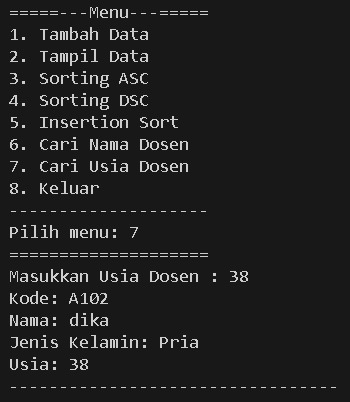 =====---Menu---=====
1. Tambah Data
2. Tampil Data
3. Sorting ASC
4. Sorting DSC
5. Insertion Sort
6. Cari Nama Dosen
7. Cari Usia Dosen
8. Keluar
--------------------
Pilih menu: 7
====================
Masukkan Usia Dosen : 38
Kode: A102
Nama: dika
Jenis Kelamin: Pria
Usia: 38
---------------------------------